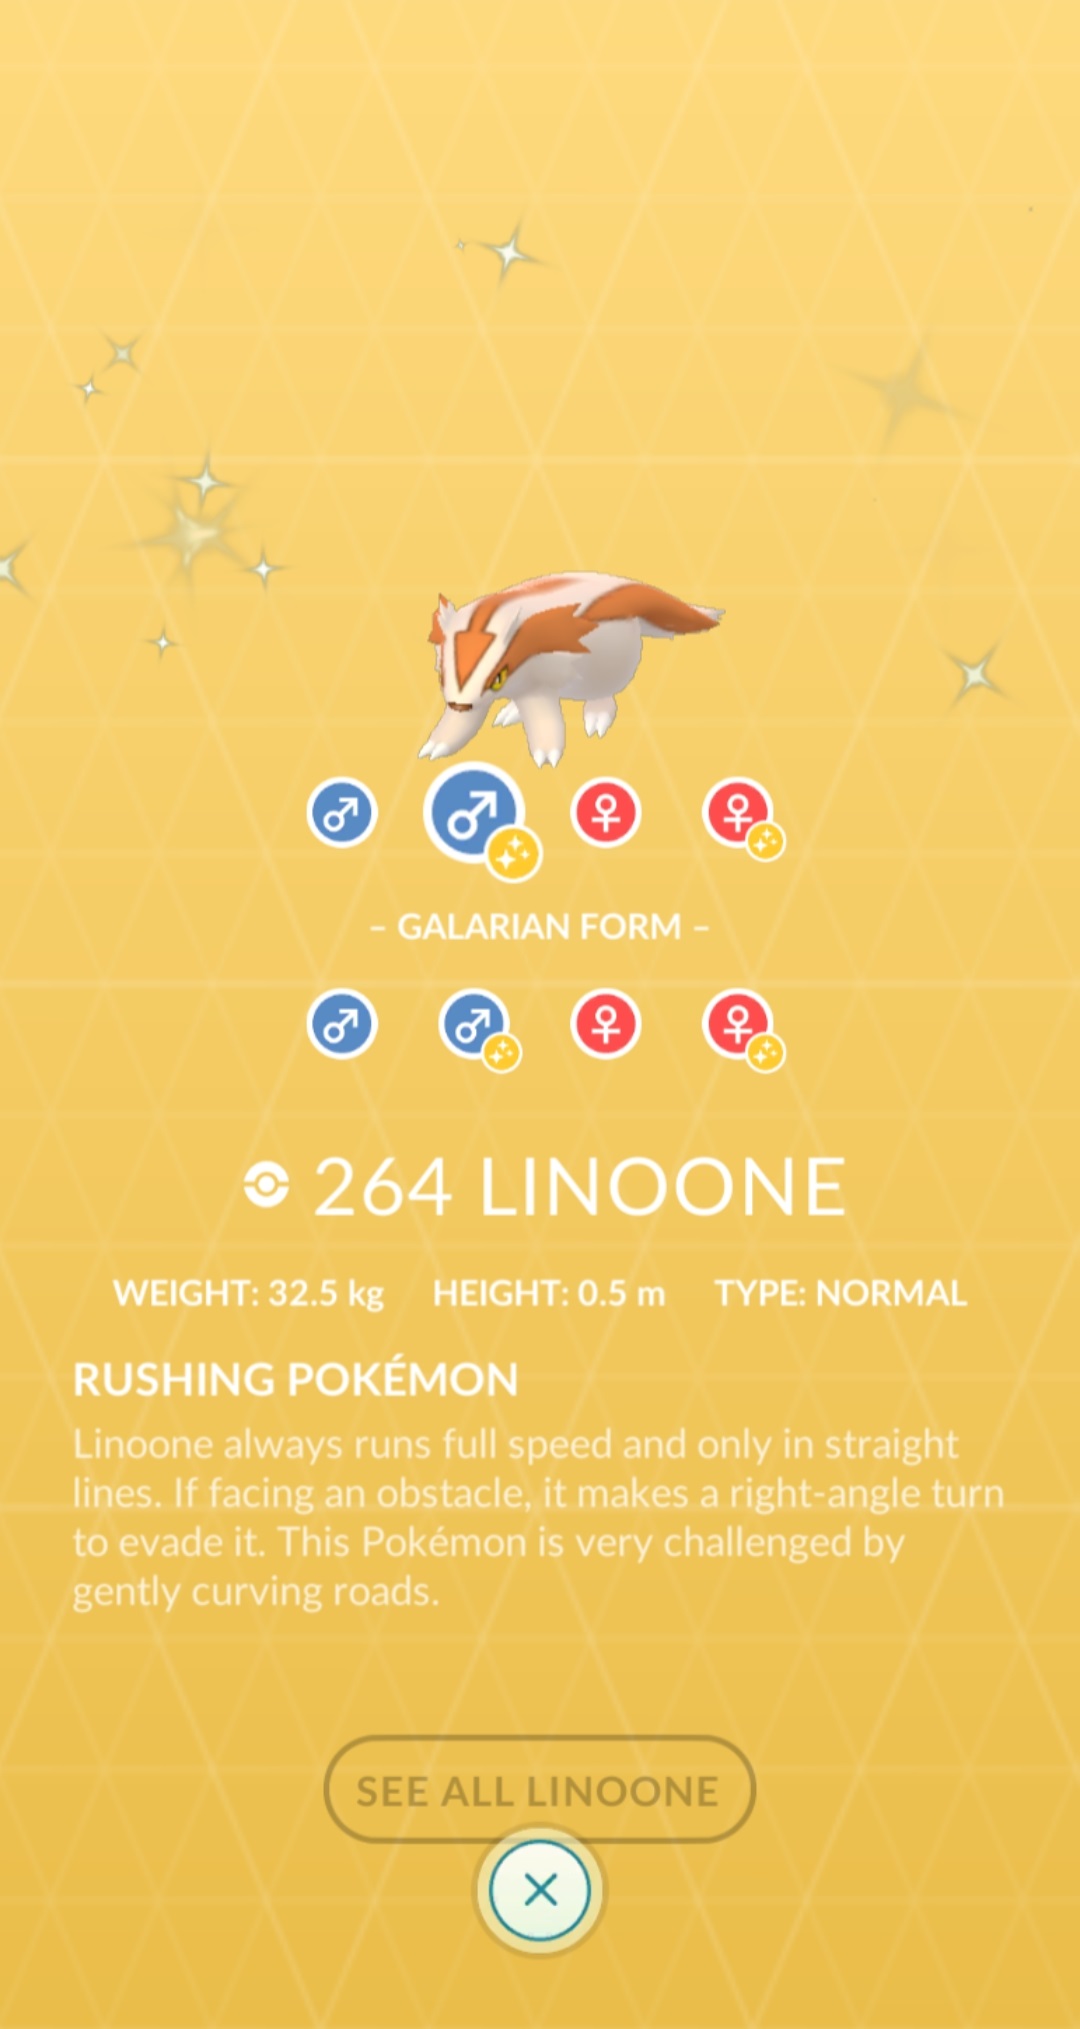 – GALARIAN FORM –
264 LINOONE
WEIGHT: 32.5 kg HEIGHT: 0.5 m TYPE: NORMAL
RUSHING POKÉMON
Linoone always runs full speed and only in straight
lines. If facing an obstacle, it makes a right-angle turn
to evade it. This Pokémon is very challenged by
gently curving roads.
SEE ALL LINOONE